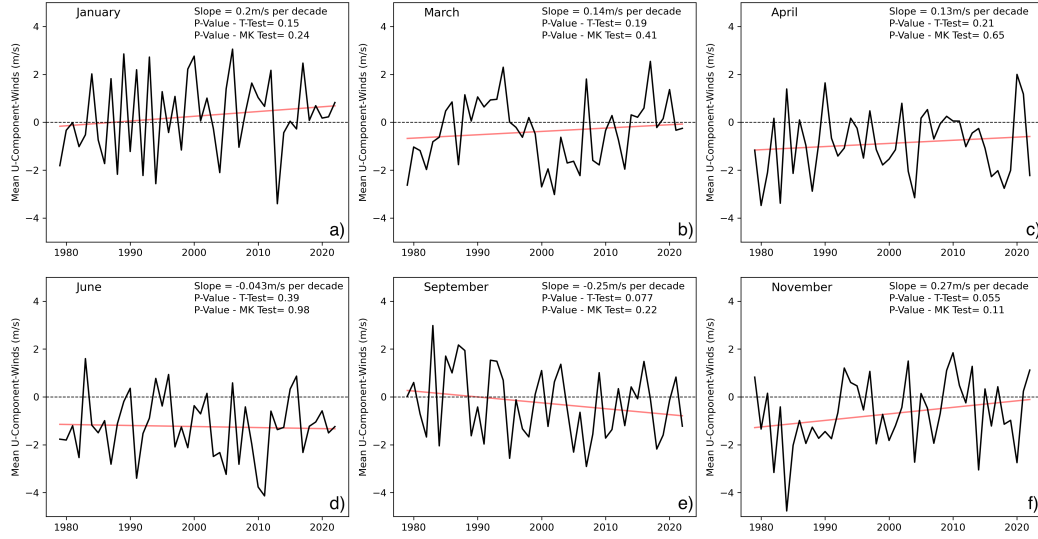 January
Slope = 0.2m/s per decade
P-Value - T-Test= 0.15
P-Value - MK Test= 0.24
Mean U-Component-Winds (m/s)
4
2
0
−2
−4
1980 1990 2000 2010 2020
a)
March
Slope = 0.14m/s per decade
P-Value - T-Test= 0.19
P-Value - MK Test= 0.41
Mean U-Component-Winds (m/s)
4
2
0
−2
−4
1980 1990 2000 2010 2020
b)
April
Slope = 0.13m/s per decade
P-Value - T-Test= 0.21
P-Value - MK Test= 0.65
Mean U-Component-Winds (m/s)
4
2
0
−2
−4
1980 1990 2000 2010 2020
c)
June
Slope = -0.043m/s per decade
P-Value - T-Test= 0.39
P-Value - MK Test= 0.98
Mean U-Component-Winds (m/s)
4
2
0
−2
−4
1980 1990 2000 2010 2020
d)
September
Slope = -0.25m/s per decade
P-Value - T-Test= 0.077
P-Value - MK Test= 0.22
Mean U-Component-Winds (m/s)
4
2
0
−2
−4
1980 1990 2000 2010 2020
e)
November
Slope = 0.27m/s per decade
P-Value - T-Test= 0.055
P-Value - MK Test= 0.11
Mean U-Component-Winds (m/s)
4
2
0
−2
−4
1980 1990 2000 2010 2020
f)